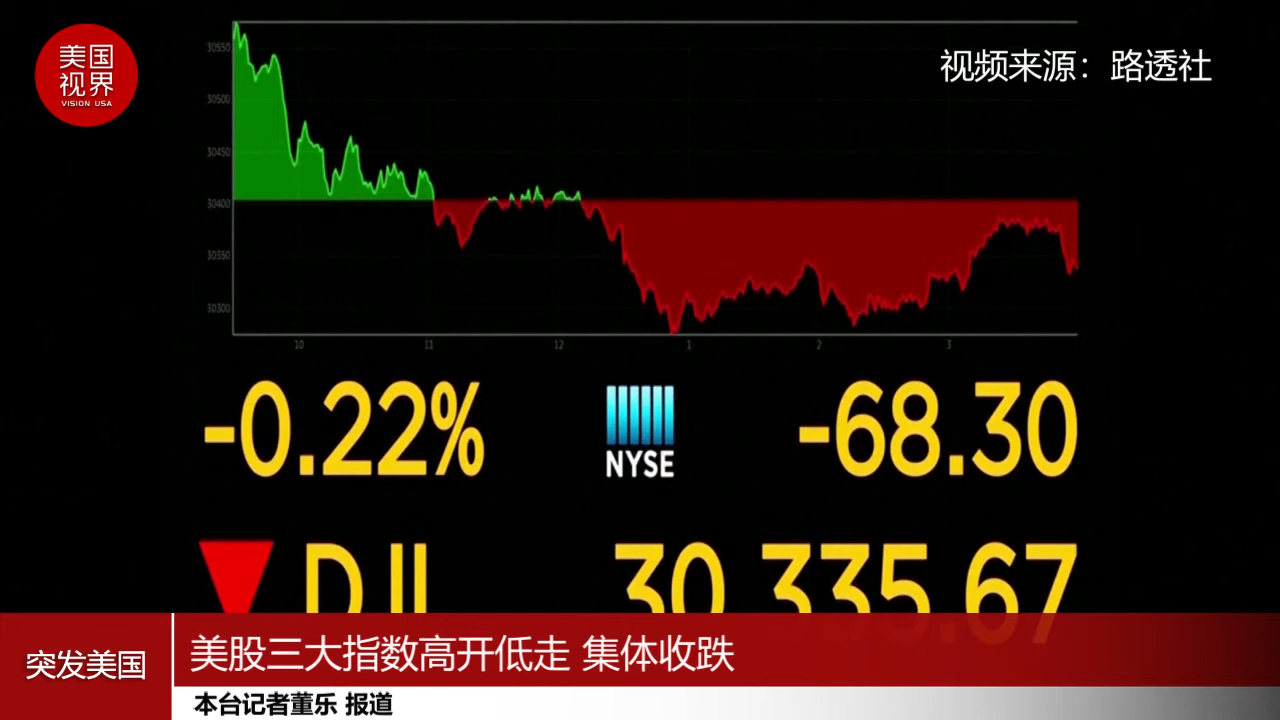 美国
视界
VISION USA
视频来源：路透社
30550
30500
30450
30400
30350
30300
10 11 12 1 2 3
-0.22%
NYSE
-68.30
DJI
30,335.67
突发美国
美股三大指数高开低走 集体收跌
本台记者董乐 报道